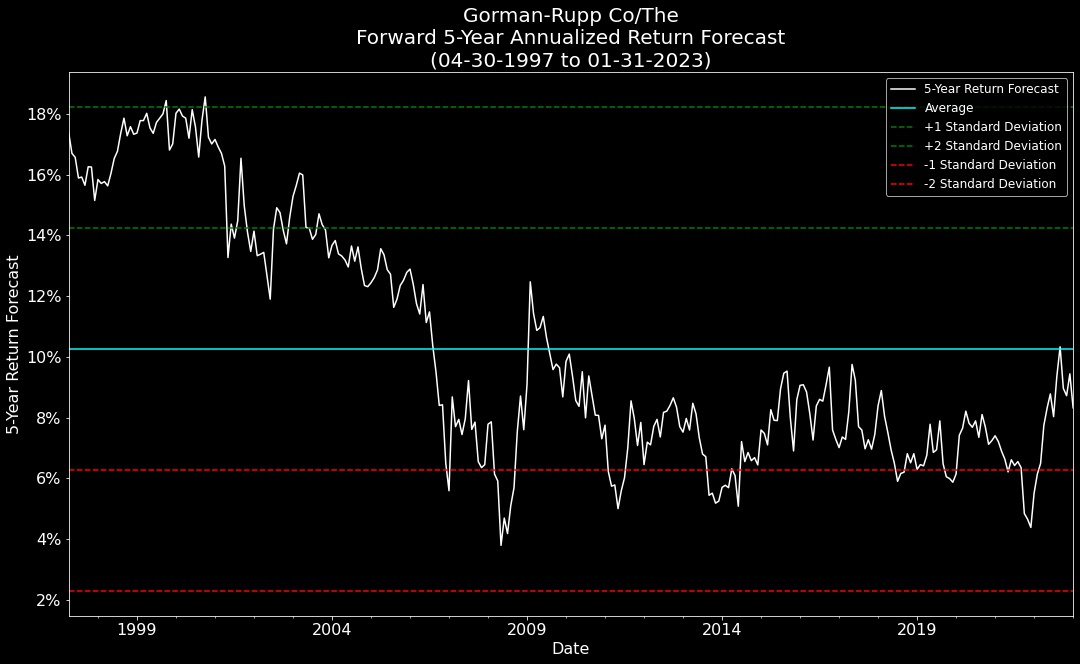 Gorman-Rupp Co/The
Forward 5-Year Annualized Return Forecast
(04-30-1997 to 01-31-2023)
5-Year Return Forecast
Average
+1 Standard Deviation
+2 Standard Deviation
-1 Standard Deviation
-2 Standard Deviation
5-Year Return Forecast
18%
16%
14%
12%
10%
8%
6%
4%
2%
1999
2004
2009
2014
2019
Date